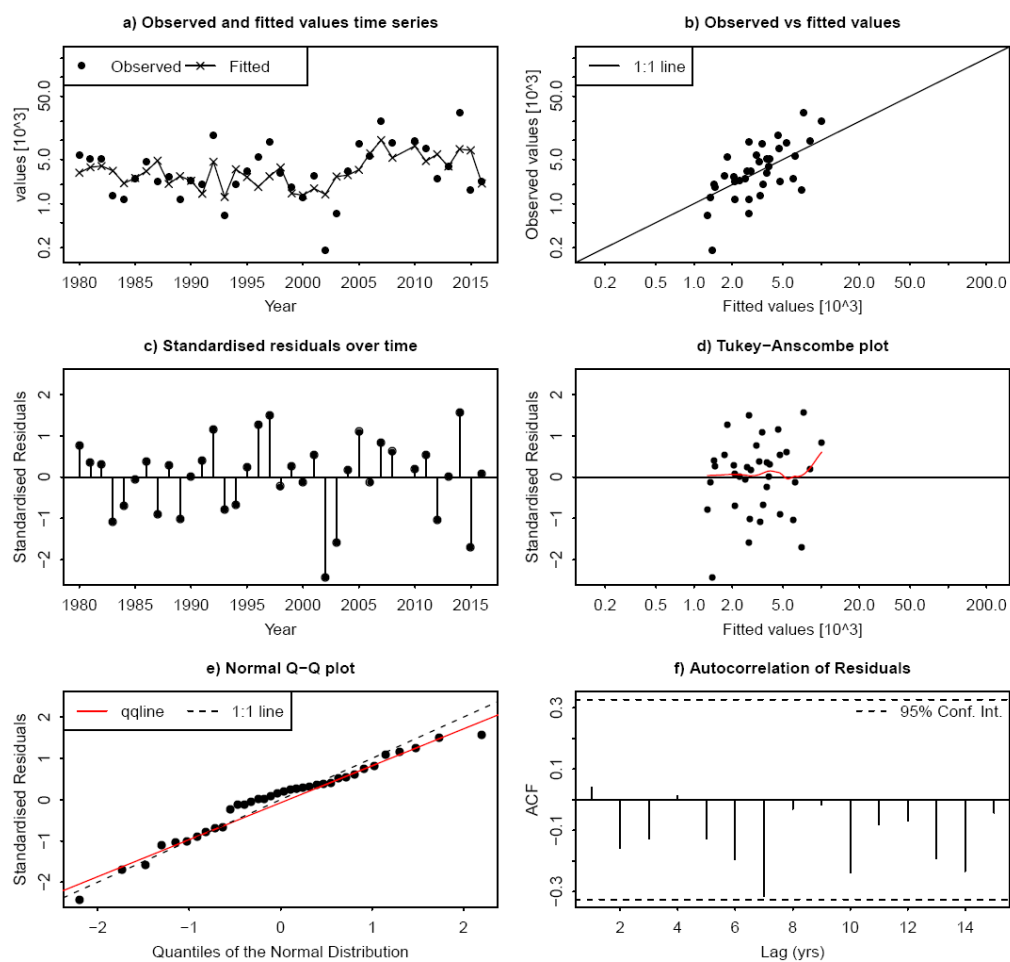 a) Observed and fitted values time series
Observed Fitted
values [10^3]
50.0
5.0
1.0
0.2
1980 1985 1990 1995 2000 2005 2010 2015
Year
b) Observed vs fitted values
1:1 line
Observed values [10^3]
50.0
5.0
1.0
0.2
0.2 0.5 1.0 2.0 5.0 20.0 50.0 200.0
Fitted values [10^3]
c) Standardised residuals over time
Standardised Residuals
2
1
0
−1
−2
1980 1985 1990 1995 2000 2005 2010 2015
Year
d) Tukey−Anscombe plot
Standardised Residuals
2
1
0
−1
−2
0.2 0.5 1.0 2.0 5.0 20.0 50.0 200.0
Fitted values [10^3]
e) Normal Q−Q plot
qqline 1:1 line
Standardised Residuals
2
1
0
−1
−2
−2 −1 0 1 2
Quantiles of the Normal Distribution
f) Autocorrelation of Residuals
95% Conf. Int.
ACF
0.3
0.1
−0.1
−0.3
2 4 6 8 10 12 14
Lag (yrs)